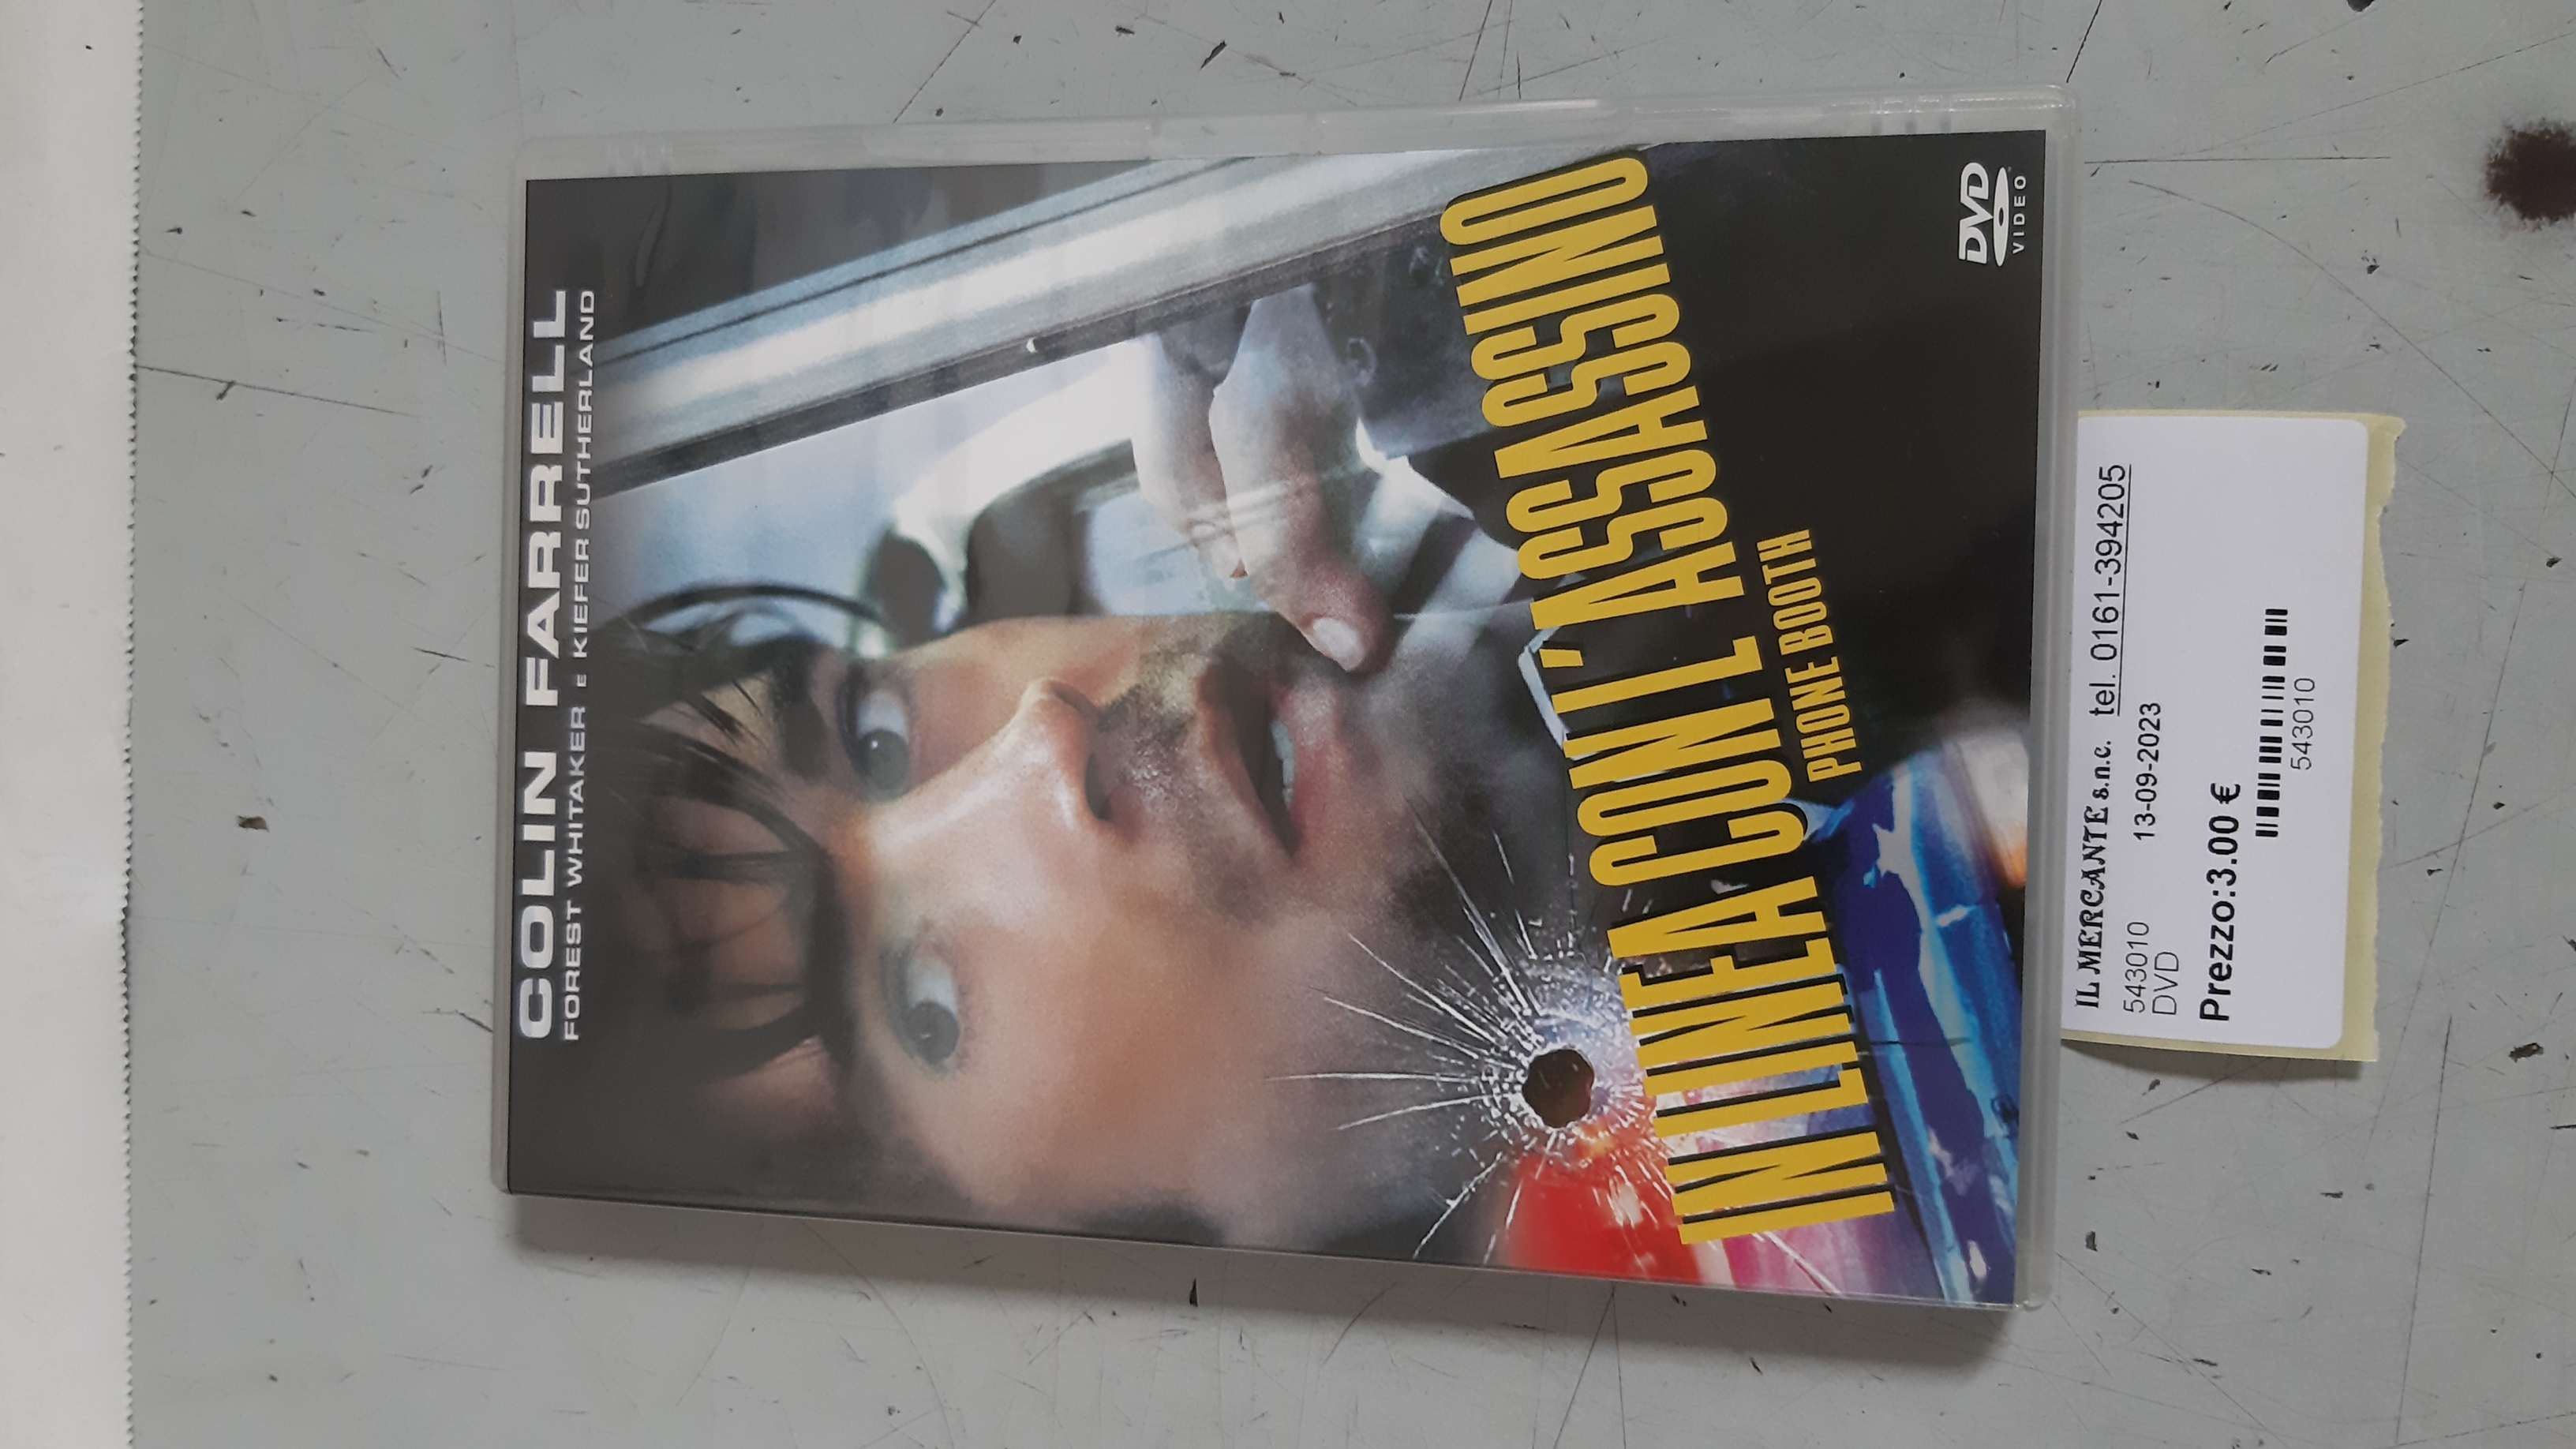 COLIN FARRELL
FOREST WHITAKER E KIEFER SUTHERLAND
IN LINEA CON L'ASSASSINO
PHONE BOOTH
DVD
VIDEO
IL MERCANTE s.n.c. tel. 0161-394205
543010 13-09-2023
DVD
Prezzo:3.00 €
543010